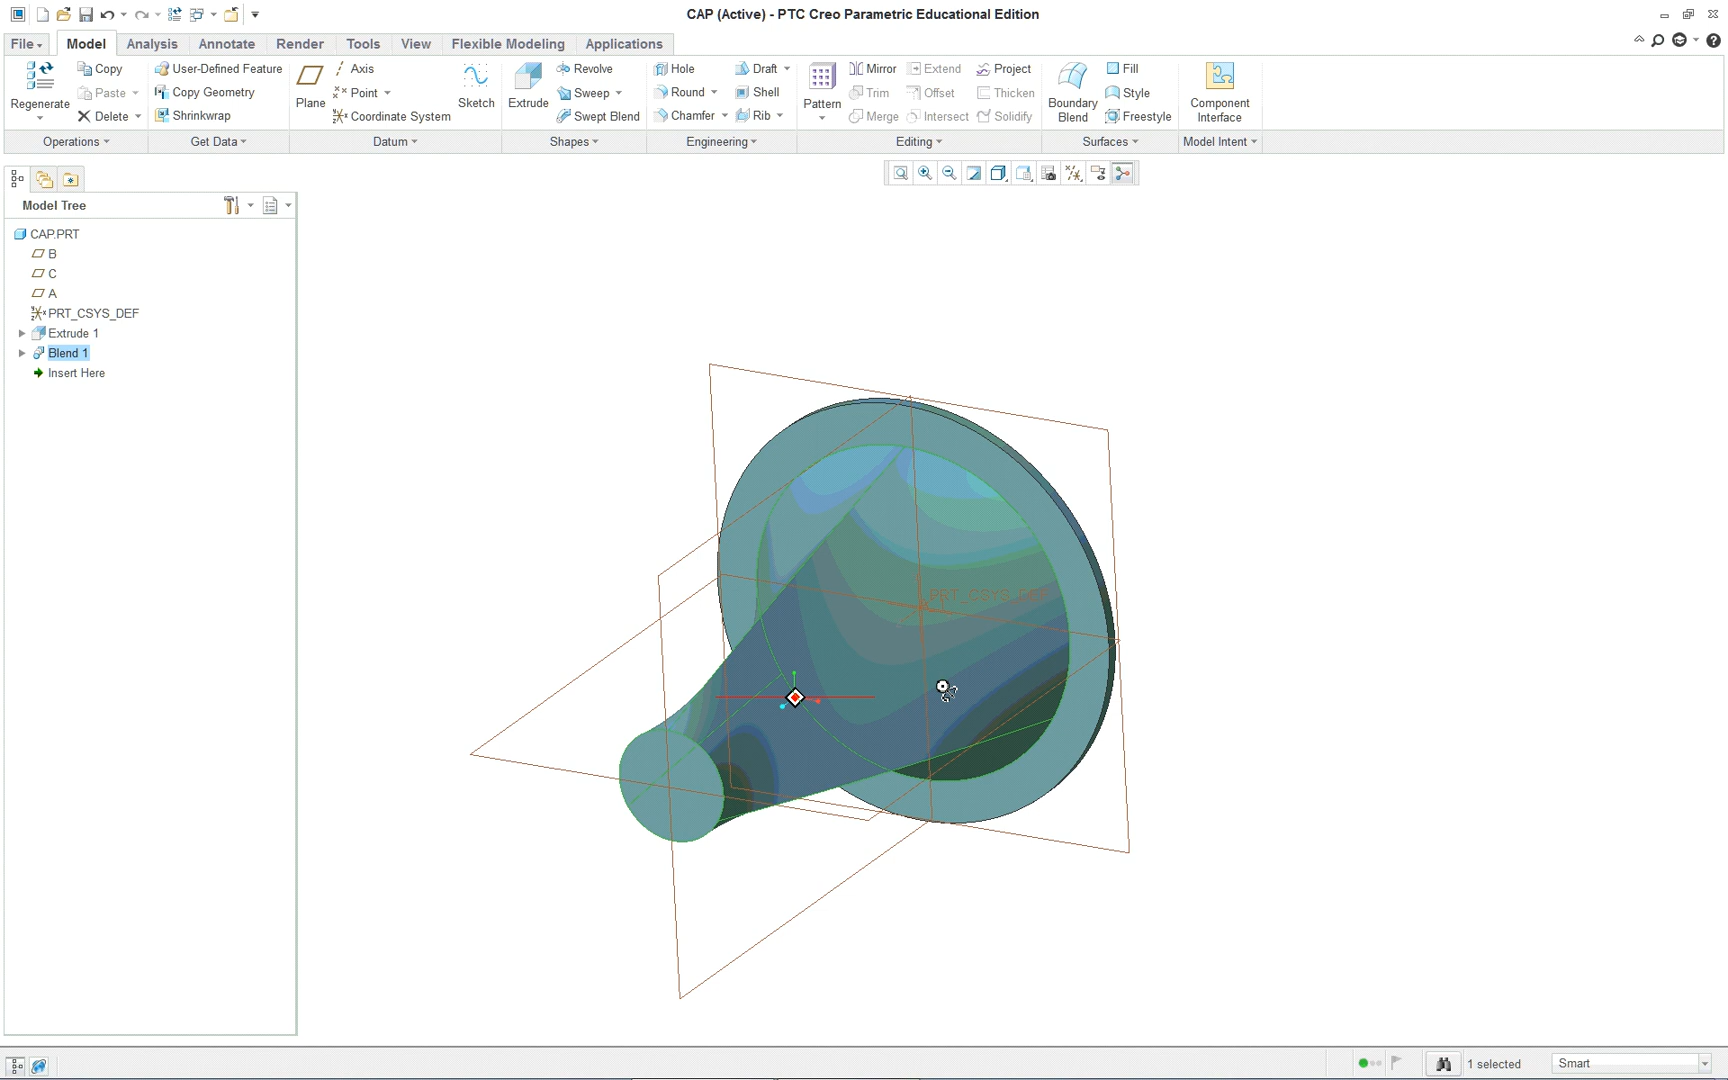 CAP (Active) - PTC Creo Parametric Educational Edition
File Model Analysis Annotate Render Tools View Flexible Modeling Applications
Regenerate
Copy
Paste
Delete
Operations
User-Defined Feature
Copy Geometry
Shrinkwrap
Get Data
Plane
Axis
Point
Coordinate System
Sketch
Datum
Extrude
Revolve
Sweep
Swept Blend
Shapes
Hole
Round
Chamfer
Draft
Shell
Rib
Engineering
Pattern
Mirror
Trim
Merge
Extend
Offset
Intersect
Project
Thicken
Solidify
Editing
Boundary
Blend
Fill
Style
Freestyle
Surfaces
Component
Interface
Model Intent
Model Tree
CAP.PRT
B
C
A
PRT_CSYS_DEF
Extrude 1
Blend 1
Insert Here
PRT_CSYS_DEF
1 selected
Smart